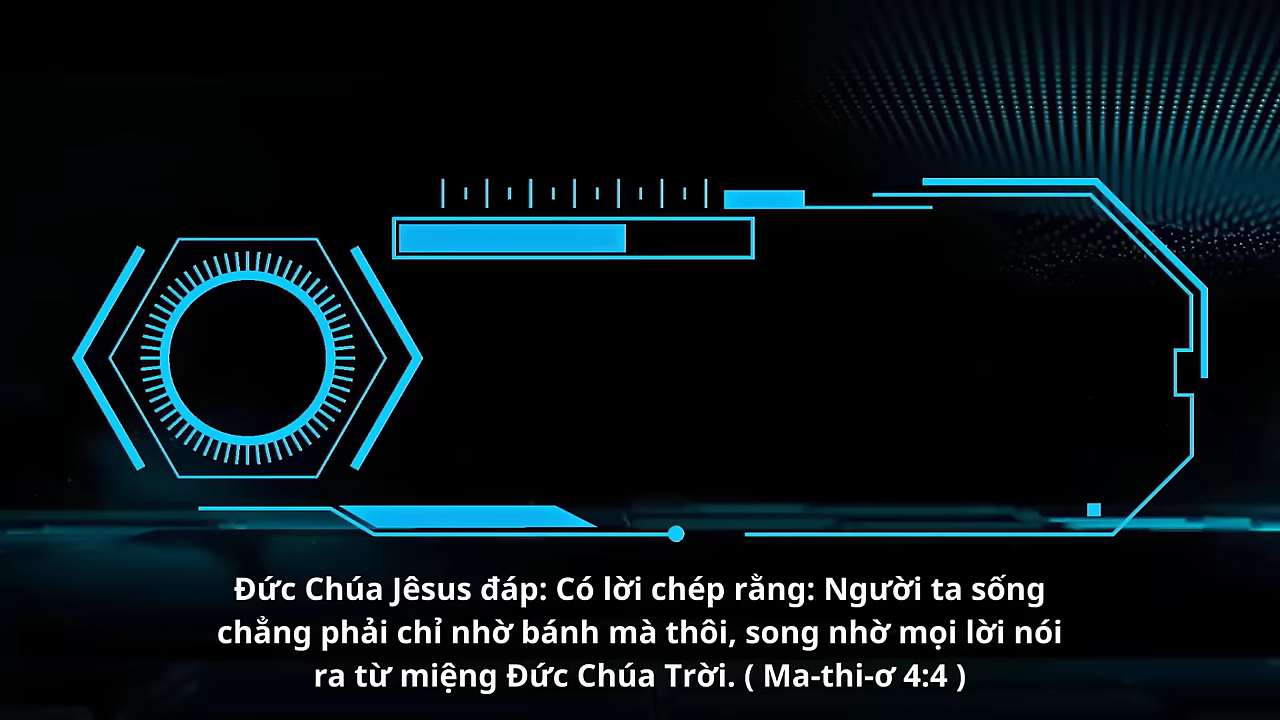 Đức Chúa Jêsus đáp: Có lời chép rằng: Người ta sống
chẳng phải chỉ nhờ bánh mà thôi, song nhờ mọi lời nói
ra từ miệng Đức Chúa Trời. ( Ma-thi-ơ 4:4 )